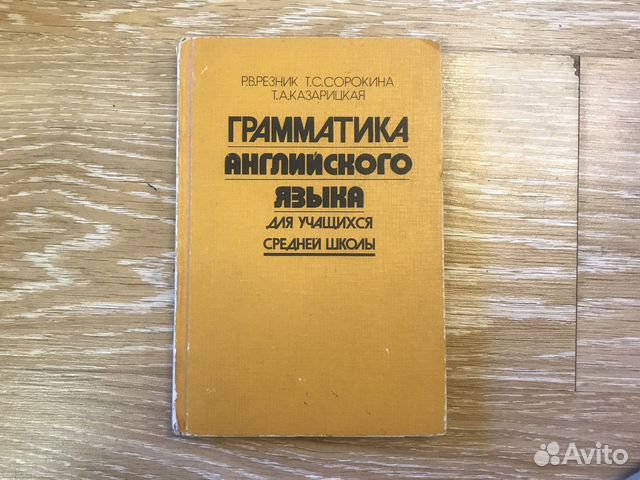 Р.В.РЕЗНИК Т.С.СОРОКИНА
Т.А.КАЗАРИЦКАЯ
ГРАММАТИКА
АНГЛИЙСКОГО
ЯЗЫКА
ДЛЯ УЧАЩИХСЯ
СРЕДНЕЙ ШКОЛЫ
Avito